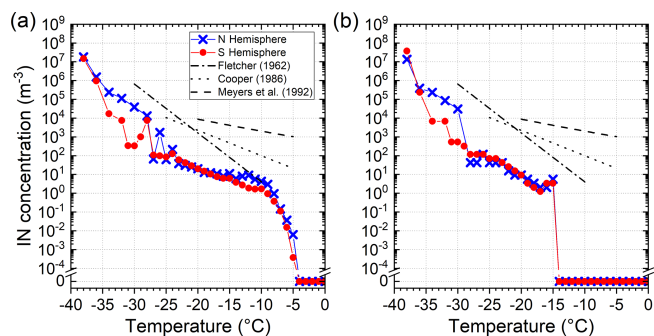 (a)
N Hemisphere
S Hemisphere
Fletcher (1962)
Cooper (1986)
Meyers et al. (1992)
IN concentration (m⁻³)
10⁹
10⁸
10⁷
10⁶
10⁵
10⁴
10³
10²
10¹
10⁰
10⁻¹
10⁻²
10⁻³
10⁻⁴
0
-40 -35 -30 -25 -20 -15 -10 -5 0
Temperature (°C)
(b)
IN concentration (m⁻³)
10⁹
10⁸
10⁷
10⁶
10⁵
10⁴
10³
10²
10¹
10⁰
10⁻¹
10⁻²
10⁻³
10⁻⁴
0
-40 -35 -30 -25 -20 -15 -10 -5 0
Temperature (°C)